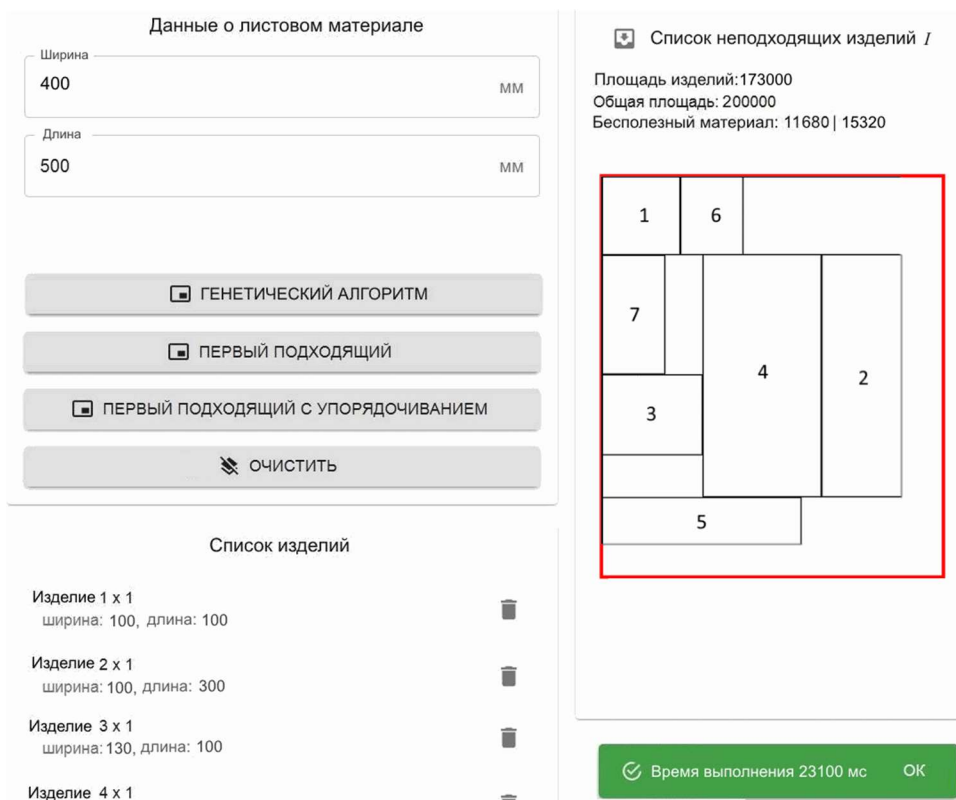 Данные о листовом материале
Ширина
400 мм
Длина
500 мм
ГЕНЕТИЧЕСКИЙ АЛГОРИТМ
ПЕРВЫЙ ПОДХОДЯЩИЙ
ПЕРВЫЙ ПОДХОДЯЩИЙ С УПОРЯДОЧИВАНИЕМ
ОЧИСТИТЬ
Список изделий
Изделие 1 x 1
ширина: 100, длина: 100
Изделие 2 x 1
ширина: 100, длина: 300
Изделие 3 x 1
ширина: 130, длина: 100
Изделие 4 x 1
Список неподходящих изделий I
Площадь изделий:173000
Общая площадь: 200000
Бесполезный материал: 11680 | 15320
1 6
7
4
2
3
5
Время выполнения 23100 мс ОК